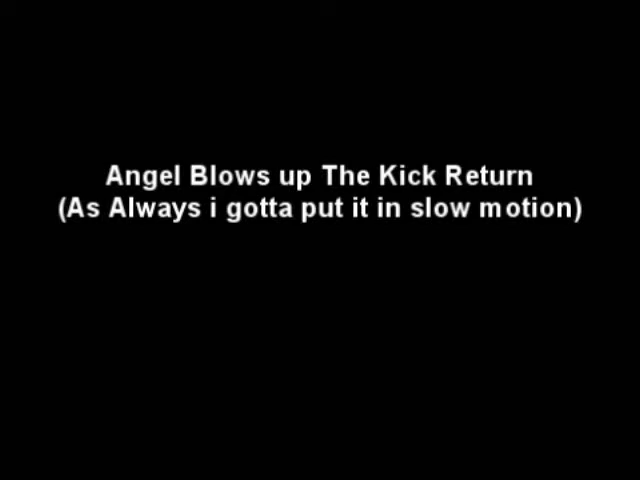 Angel Blows up The Kick Return
(As Always i gotta put it in slow motion)